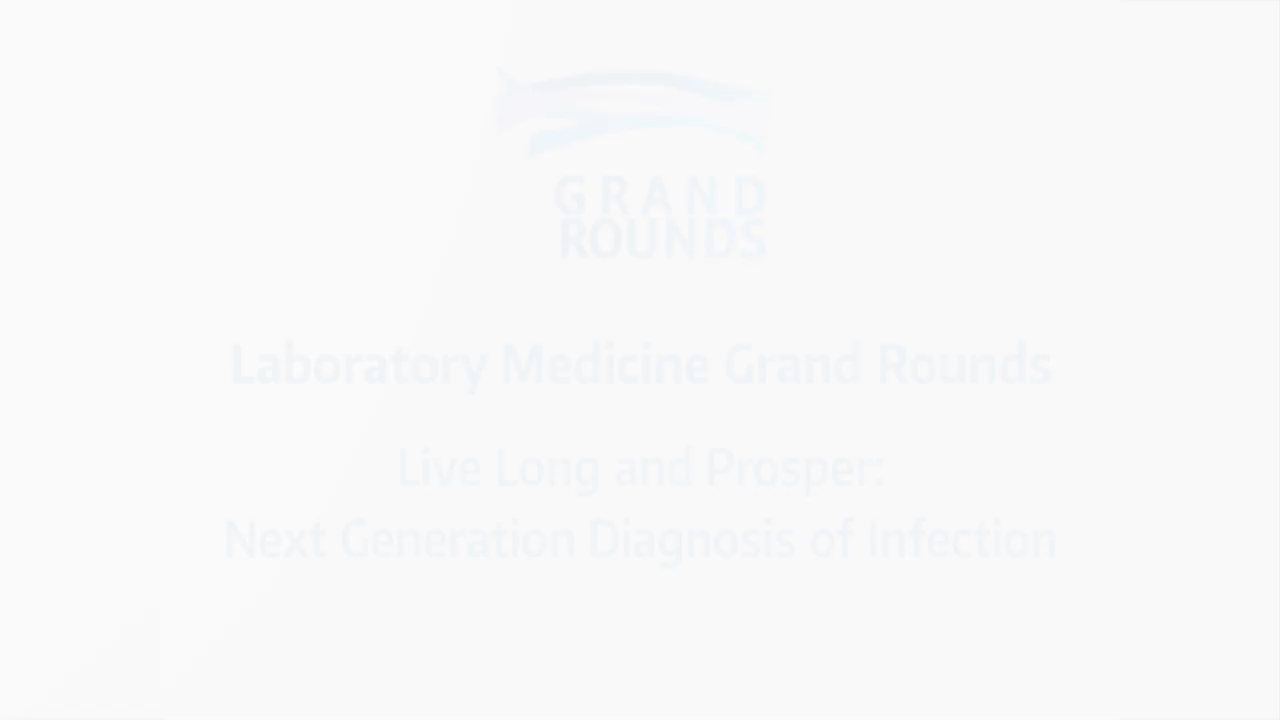 GRAND
ROUNDS
Laboratory Medicine Grand Rounds
Live Long and Prosper:
Next Generation Diagnosis of Infection